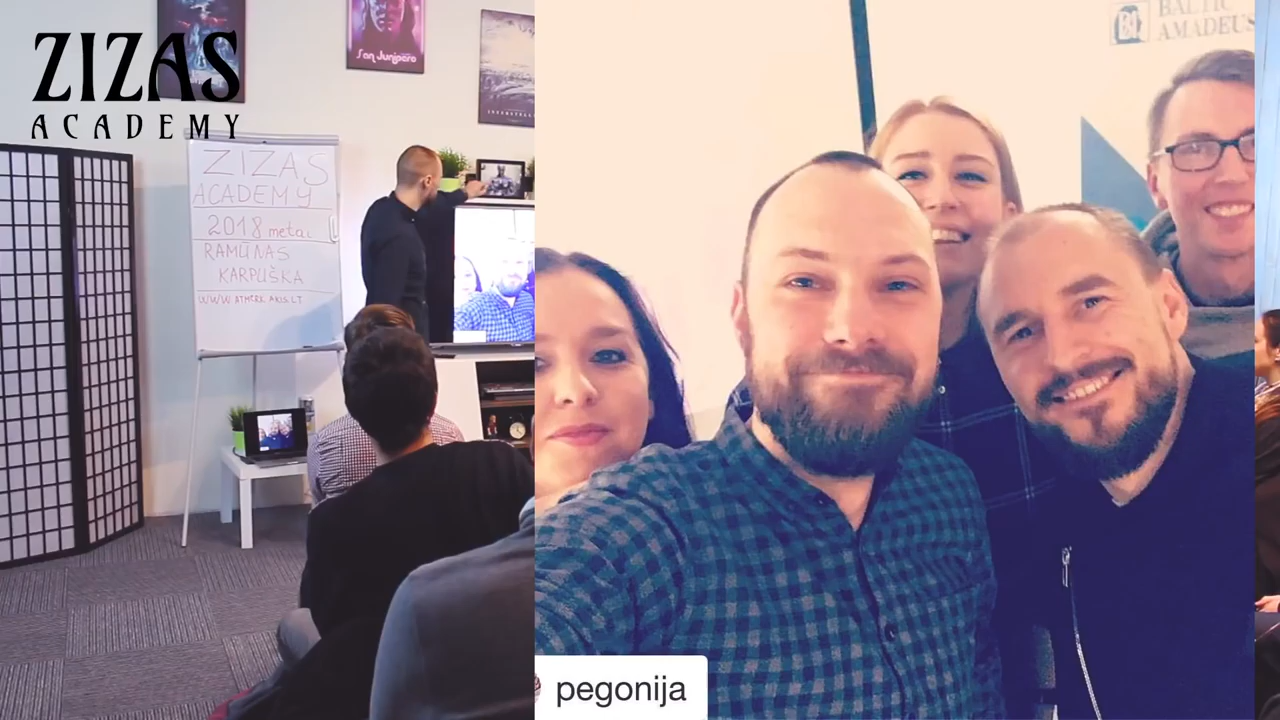 ZIZAS
ACADEMY
San Junipero
ZIZAS
ACADEMY
2018 metai
RAMŪNAS
KARPUŠKA
BALTIC
AMADEUS
pegonija